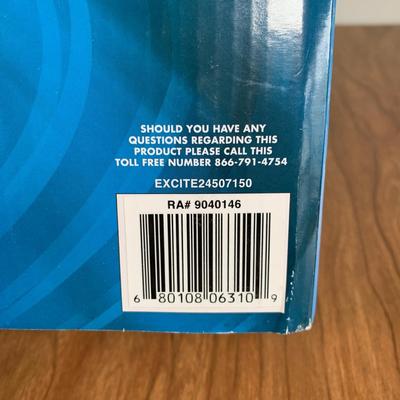 SHOULD YOU HAVE ANY
QUESTIONS REGARDING THIS
PRODUCT PLEASE CALL THIS
TOLL FREE NUMBER 866-791-4754
EXCITE24507150
RA# 9040146
6 80108 06310 9